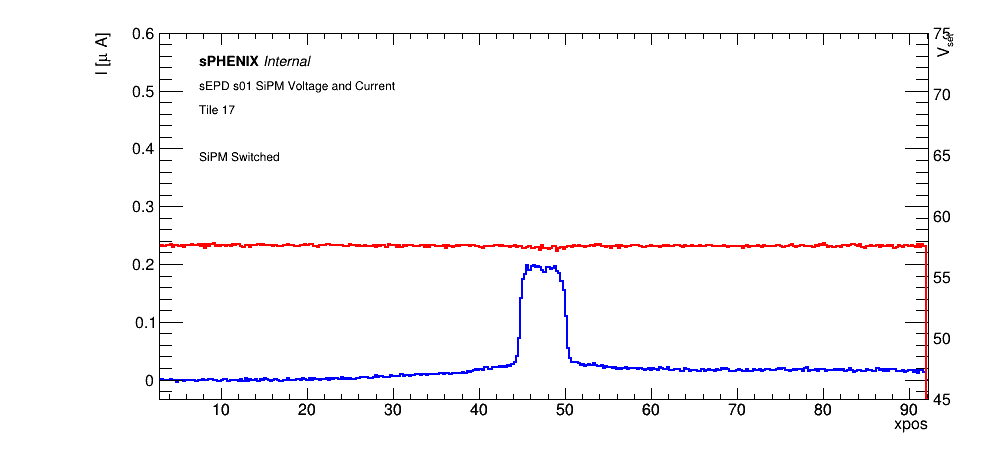 I [μ A]
0.6
0.5
0.4
0.3
0.2
0.1
0
sPHENIX Internal
sEPD s01 SiPM Voltage and Current
Tile 17
SiPM Switched
75
Vset
70
65
60
55
50
45
10 20 30 40 50 60 70 80 90
xpos